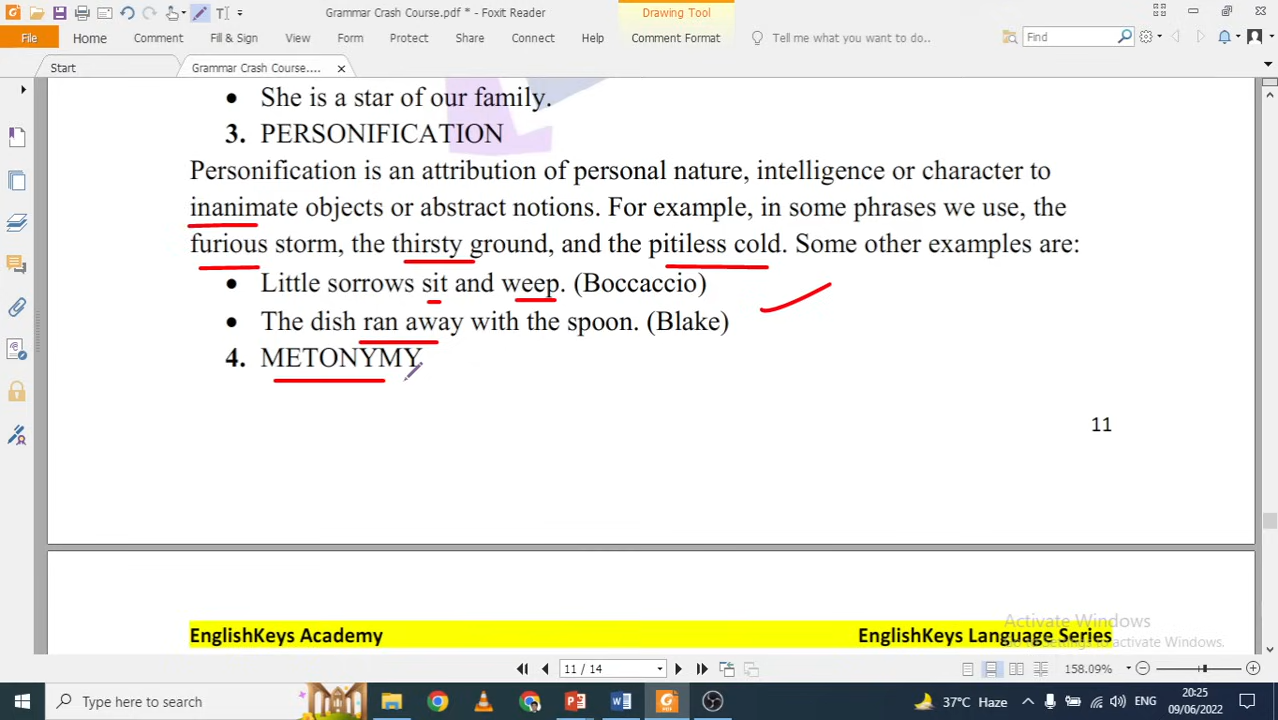 Grammar Crash Course.pdf * - Foxit Reader
Drawing Tool
File Home Comment Fill & Sign View Form Protect Share Connect Help Comment Format Tell me what you want to do.. Find
Start Grammar Crash Course....
• She is a star of our family.
3. PERSONIFICATION
Personification is an attribution of personal nature, intelligence or character to
inanimate objects or abstract notions. For example, in some phrases we use, the
furious storm, the thirsty ground, and the pitiless cold. Some other examples are:
• Little sorrows sit and weep. (Boccaccio)
• The dish ran away with the spoon. (Blake)
4. METONYMY
11
EnglishKeys Academy EnglishKeys Language Series
Activate Windows
Go to Settings to activate Windows.
11 / 14 158.09%
Type here to search 37°C Haze ENG 20:25
09/06/2022